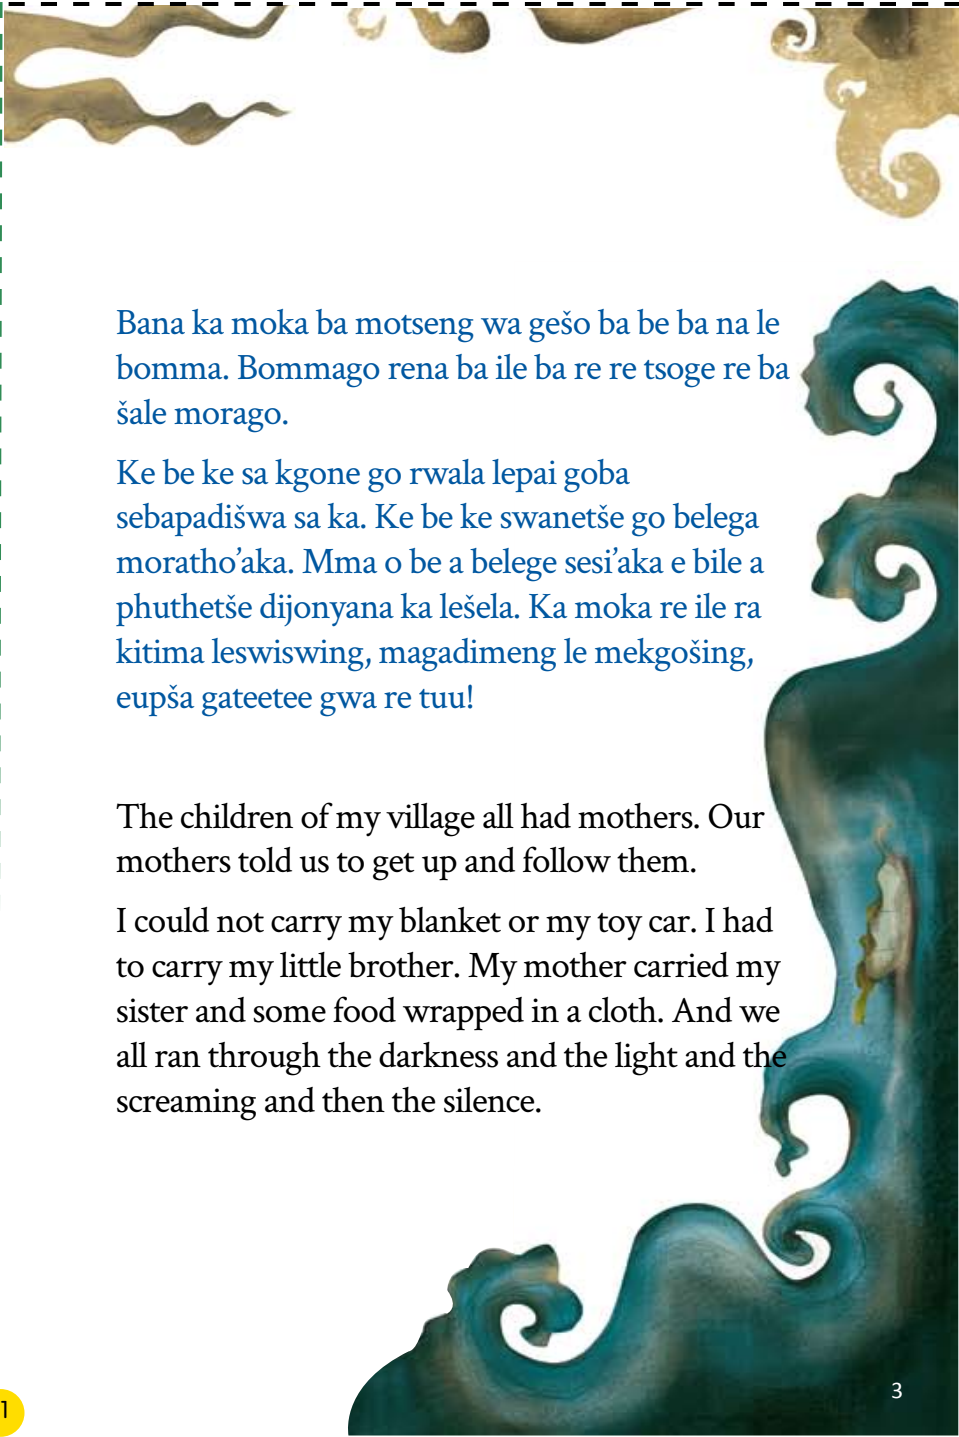 Bana ka moka ba motseng wa gešo ba be ba na le
bomma. Bommago rena ba ile ba re re tsoge re ba
šale morago.
Ke be ke sa kgone go rwala lepai goba
sebapadišwa sa ka. Ke be ke swanetše go belega
moratho’aka. Mma o be a belege sesi’aka e bile a
phuthetše dijonyana ka lešela. Ka moka re ile ra
kitima leswiswing, magadimeng le mekgošing,
eupša gateetee gwa re tuu!
The children of my village all had mothers. Our
mothers told us to get up and follow them.
I could not carry my blanket or my toy car. I had
to carry my little brother. My mother carried my
sister and some food wrapped in a cloth. And we
all ran through the darkness and the light and the
screaming and then the silence.
3
1